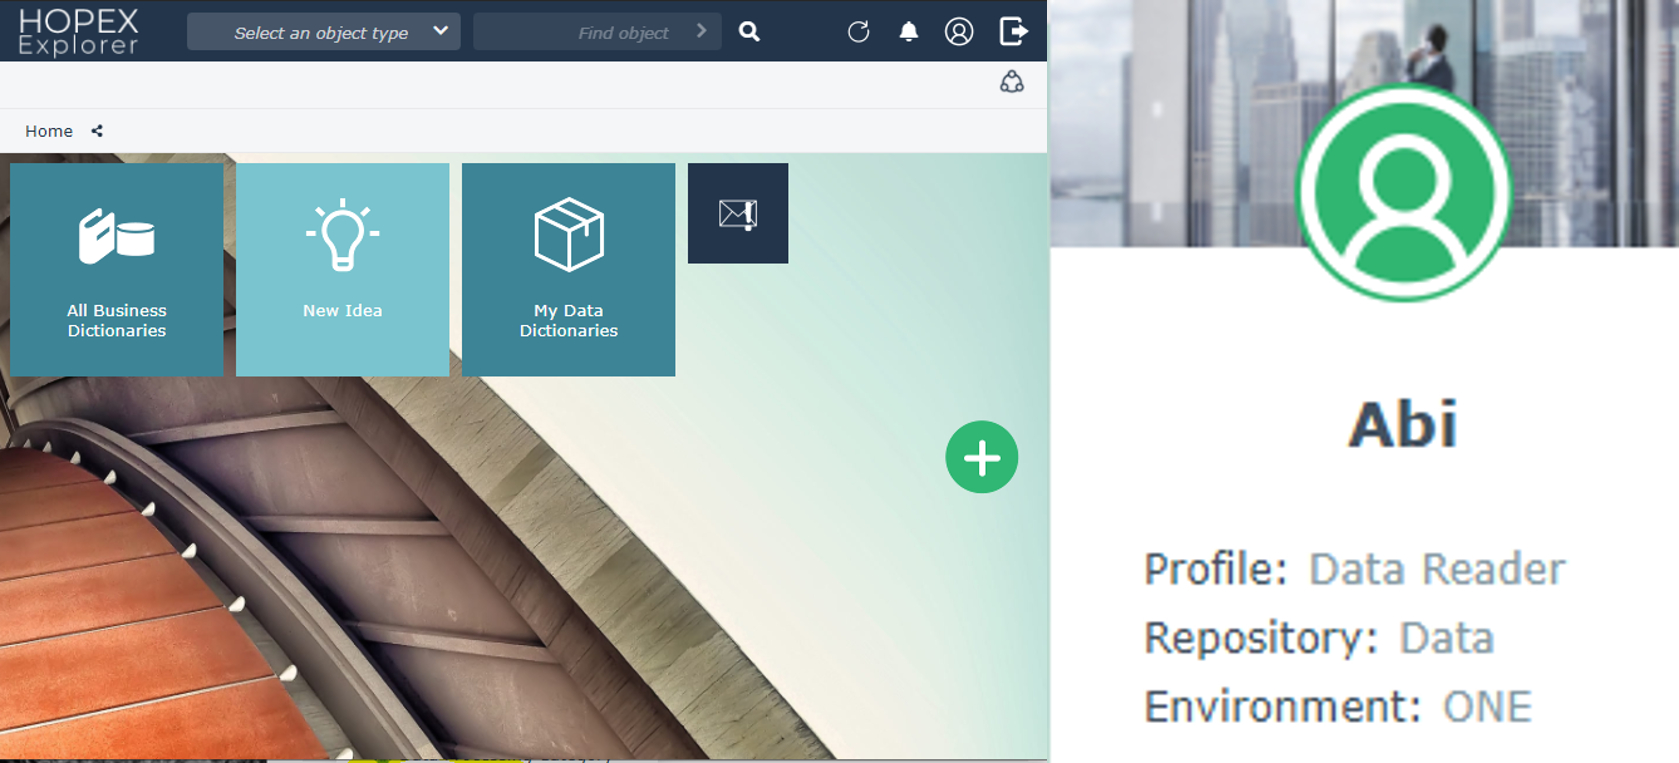 HOPEX
Explorer
Select an object type
Find object
Home
All Business
Dictionaries
New Idea
My Data
Dictionaries
Abi
Profile: Data Reader
Repository: Data
Environment: ONE